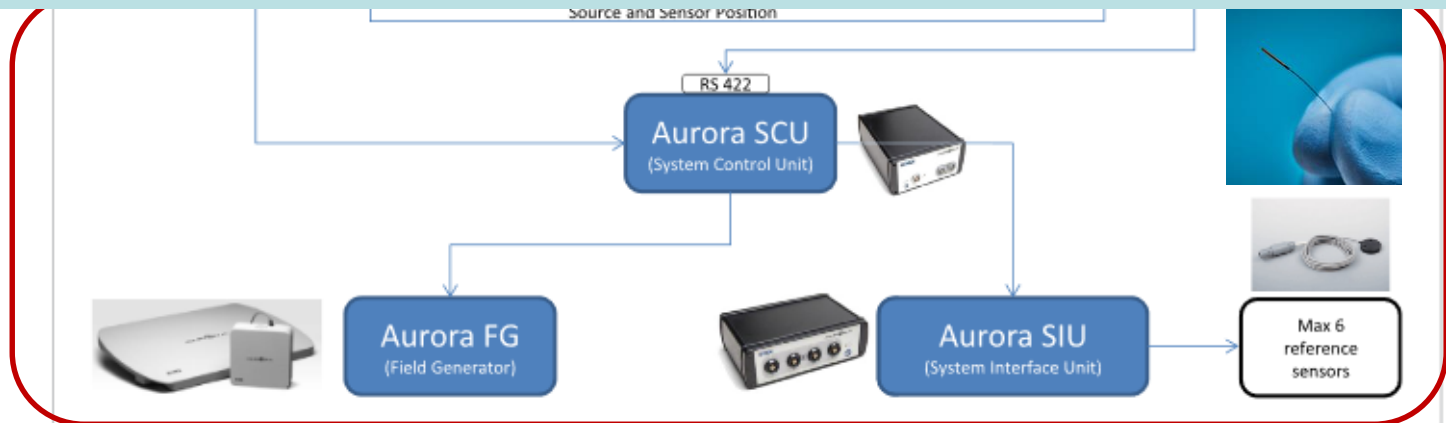 Source and Sensor Position
RS 422
Aurora SCU
(System Control Unit)
Aurora FG
(Field Generator)
Aurora SIU
(System Interface Unit)
Max 6
reference
sensors